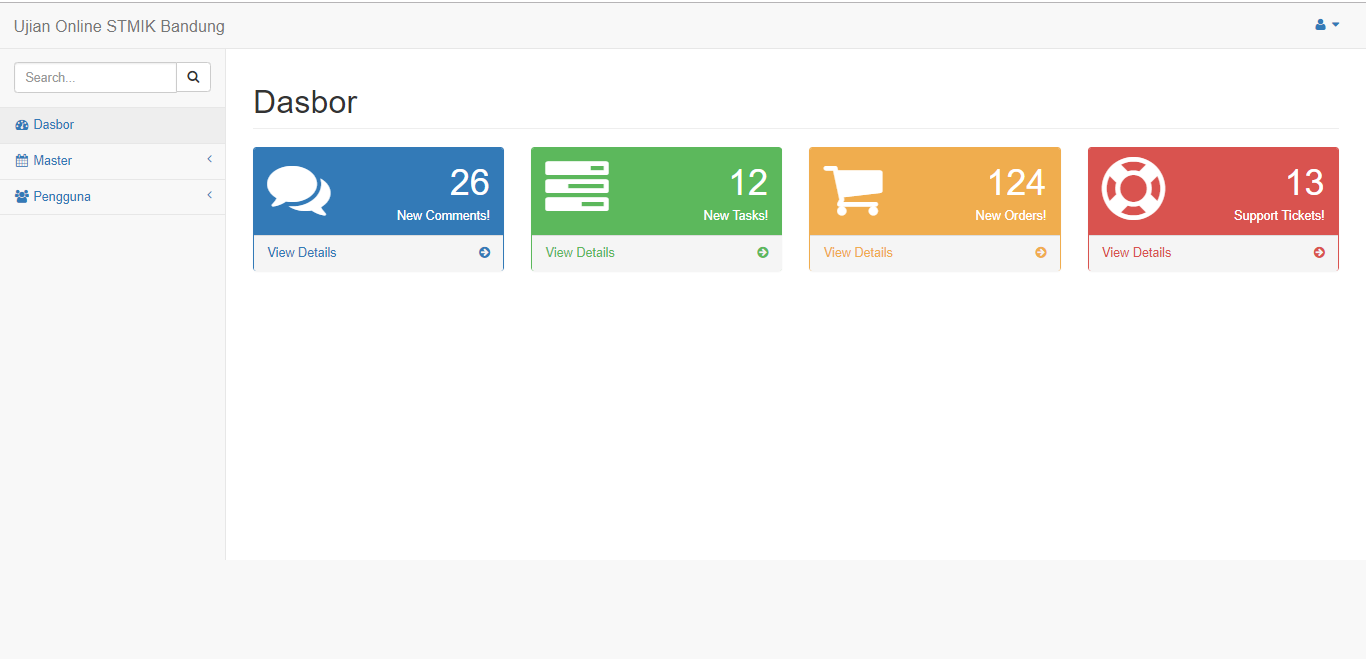 Ujian Online STMIK Bandung
Search...
Dasbor
Master
Pengguna
Dasbor
26
New Comments!
View Details
12
New Tasks!
View Details
124
New Orders!
View Details
13
Support Tickets!
View Details